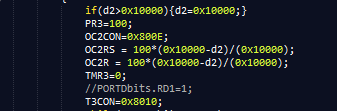 {
if(d2>0x10000){d2=0x10000;}
PR3=100;
OC2CON=0x800E;
OC2RS = 100*(0x10000-d2)/(0x10000);
OC2R = 100*(0x10000-d2)/(0x10000);
TMR3=0;
//PORTDbits.RD1=1;
T3CON=0x8010;